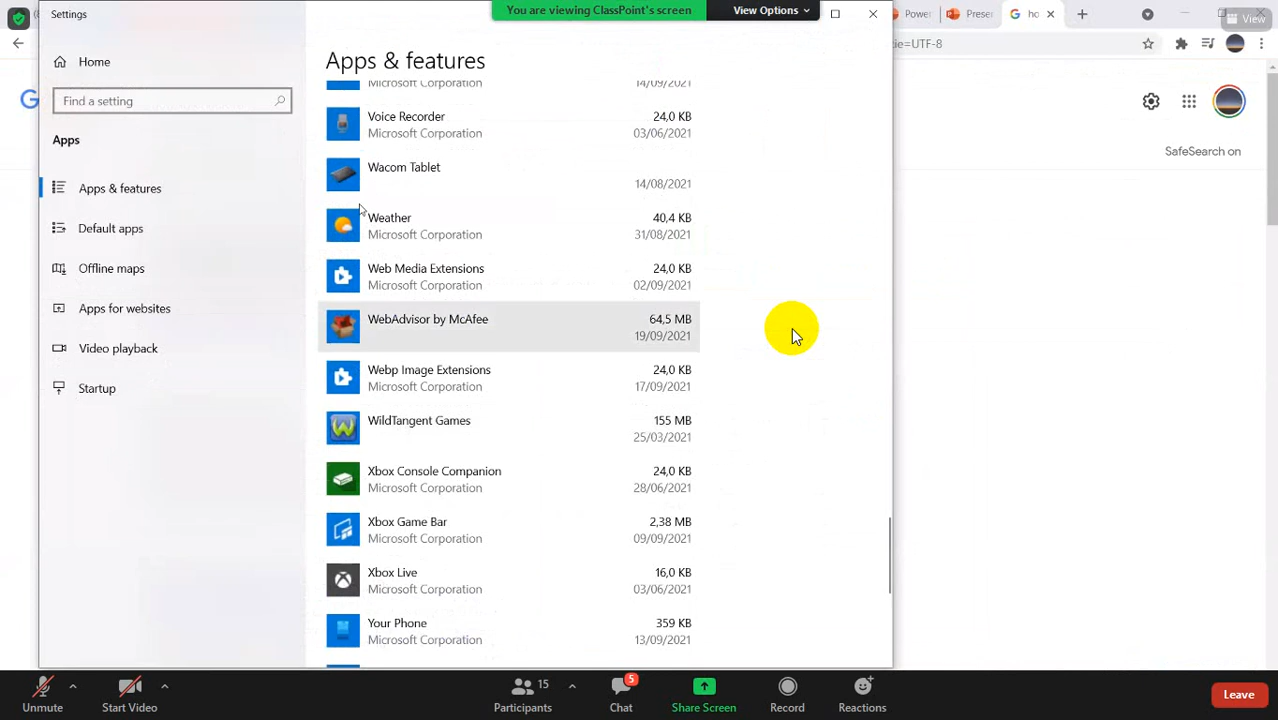 Settings
You are viewing ClassPoint's screen
View Options
Power
Presen
ho
View
Home
Find a setting
Apps
Apps & features
Default apps
Offline maps
Apps for websites
Video playback
Startup
Apps & features
Microsoft Corporation 14/09/2021
Voice Recorder 24,0 KB
Microsoft Corporation 03/06/2021
Wacom Tablet
14/08/2021
Weather 40,4 KB
Microsoft Corporation 31/08/2021
Web Media Extensions 24,0 KB
Microsoft Corporation 02/09/2021
WebAdvisor by McAfee 64,5 MB
19/09/2021
Webp Image Extensions 24,0 KB
Microsoft Corporation 17/09/2021
WildTangent Games 155 MB
25/03/2021
Xbox Console Companion 24,0 KB
Microsoft Corporation 28/06/2021
Xbox Game Bar 2,38 MB
Microsoft Corporation 09/09/2021
Xbox Live 16,0 KB
Microsoft Corporation 03/06/2021
Your Phone 359 KB
Microsoft Corporation 13/09/2021
ie=UTF-8
SafeSearch on
Unmute
Start Video
15
Participants
5
Chat
Share Screen
Record
Reactions
Leave